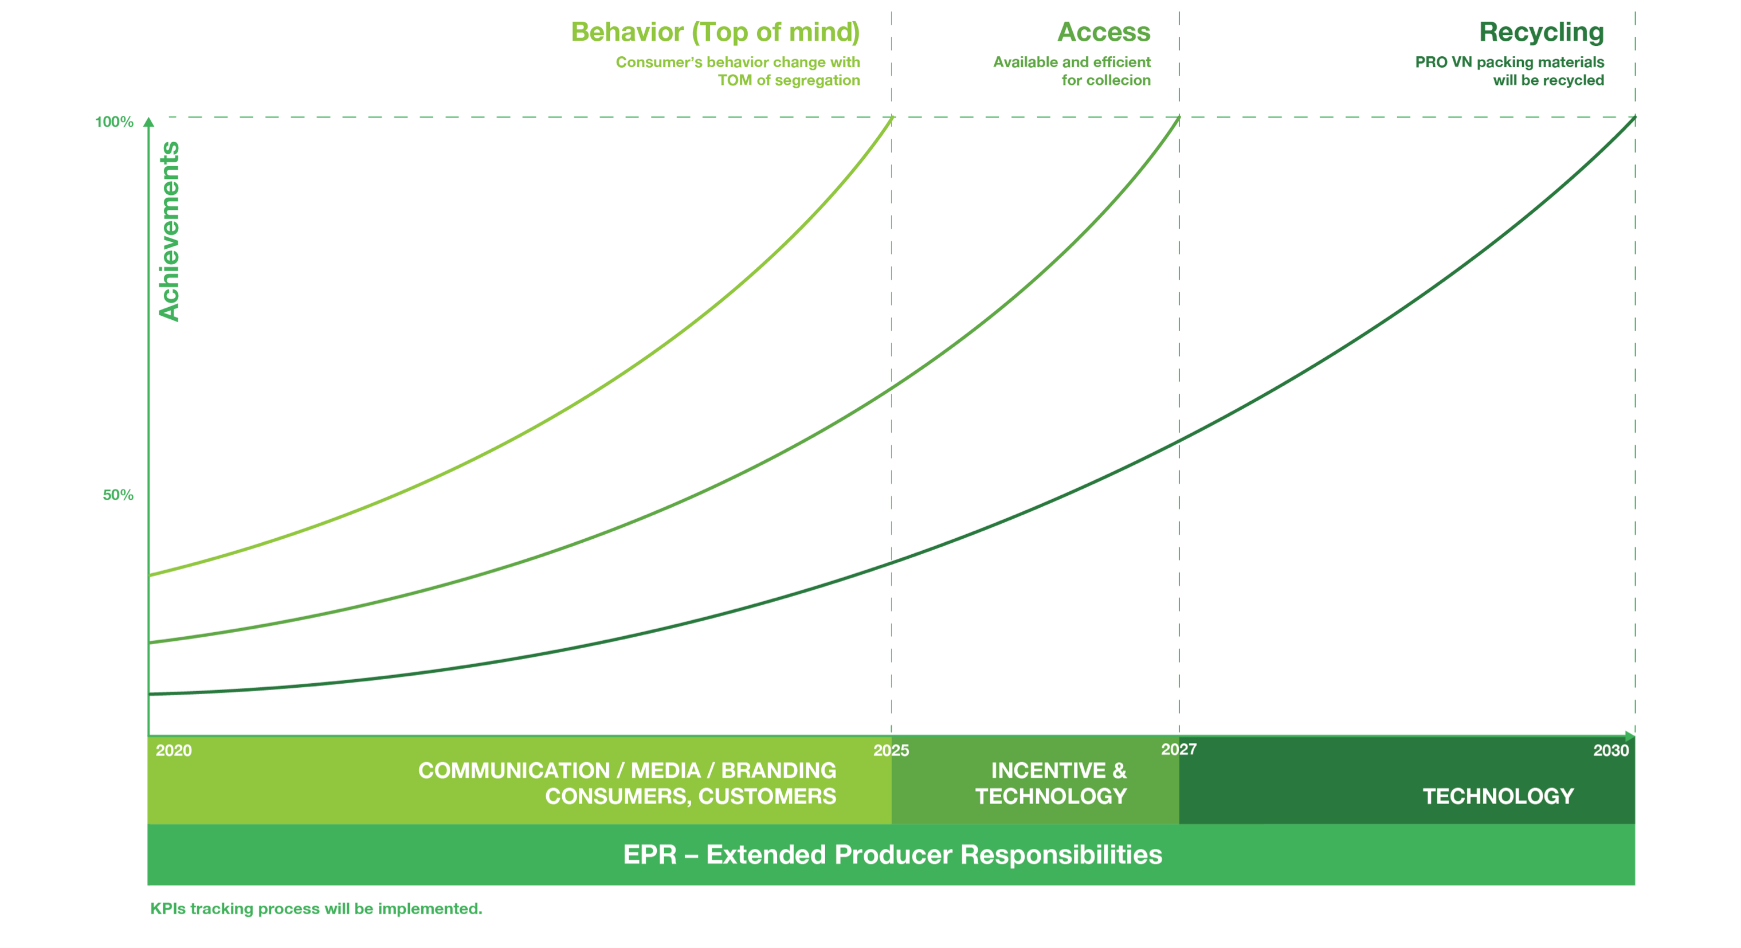 Behavior (Top of mind)
Consumer's behavior change with
TOM of segregation
Access
Available and efficient
for collecion
Recycling
PRO VN packing materials
will be recycled
100%
Achievements
50%
2020
2025
2027
2030
COMMUNICATION / MEDIA / BRANDING
CONSUMERS, CUSTOMERS
INCENTIVE &
TECHNOLOGY
TECHNOLOGY
EPR – Extended Producer Responsibilities
KPIs tracking process will be implemented.